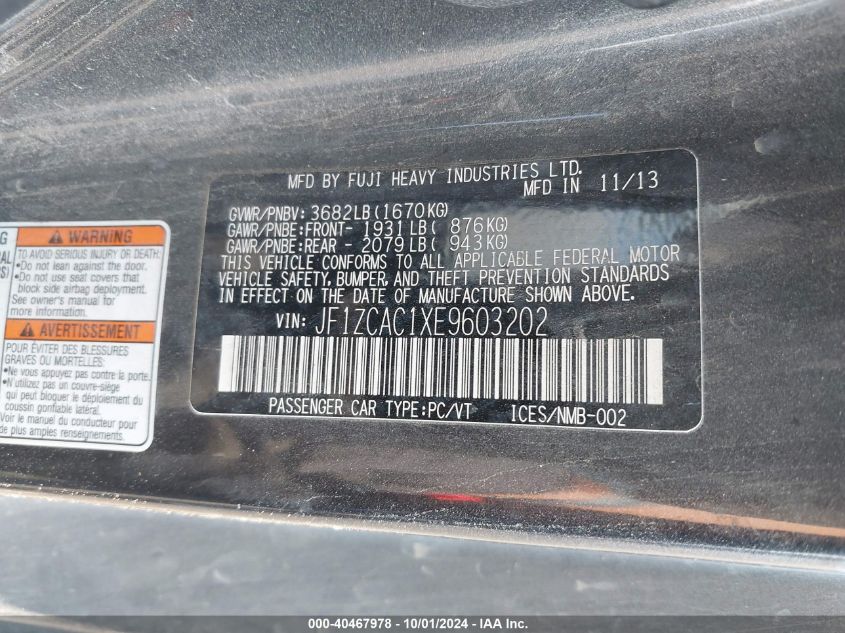 MFD BY FUJI HEAVY INDUSTRIES LTD.
MFD IN 11/13
GVWR/PNBV: 3682LB(1670KG)
GAWR/PNBE:FRONT- 1931LB( 876KG)
GAWR/PNBE:REAR - 2079LB( 943KG)
THIS VEHICLE CONFORMS TO ALL APPLICABLE FEDERAL MOTOR
VEHICLE SAFETY, BUMPER, AND THEFT PREVENTION STANDARDS
IN EFFECT ON THE DATE OF MANUFACTURE SHOWN ABOVE.
VIN: JF1ZCAC1XE9603202
PASSENGER CAR TYPE:PC/VT ICES/NMB-002
WARNING
TO AVOID SERIOUS INJURY OR DEATH:
•Do not lean against the door.
•Do not use seat covers that
block side airbag deployment.
See owner's manual for
more information.
AVERTISSEMENT
POUR ÉVITER DES BLESSURES
GRAVES OU MORTELLES:
•Ne vous appuyez pas contre la porte.
•N'utilisez pas un couvre-siège
qui peut bloquer le déploiement du
coussin gonflable latéral.
Voir le manuel du conducteur pour
de plus amples renseignements.
000-40467978 - 10/01/2024 - IAA Inc.